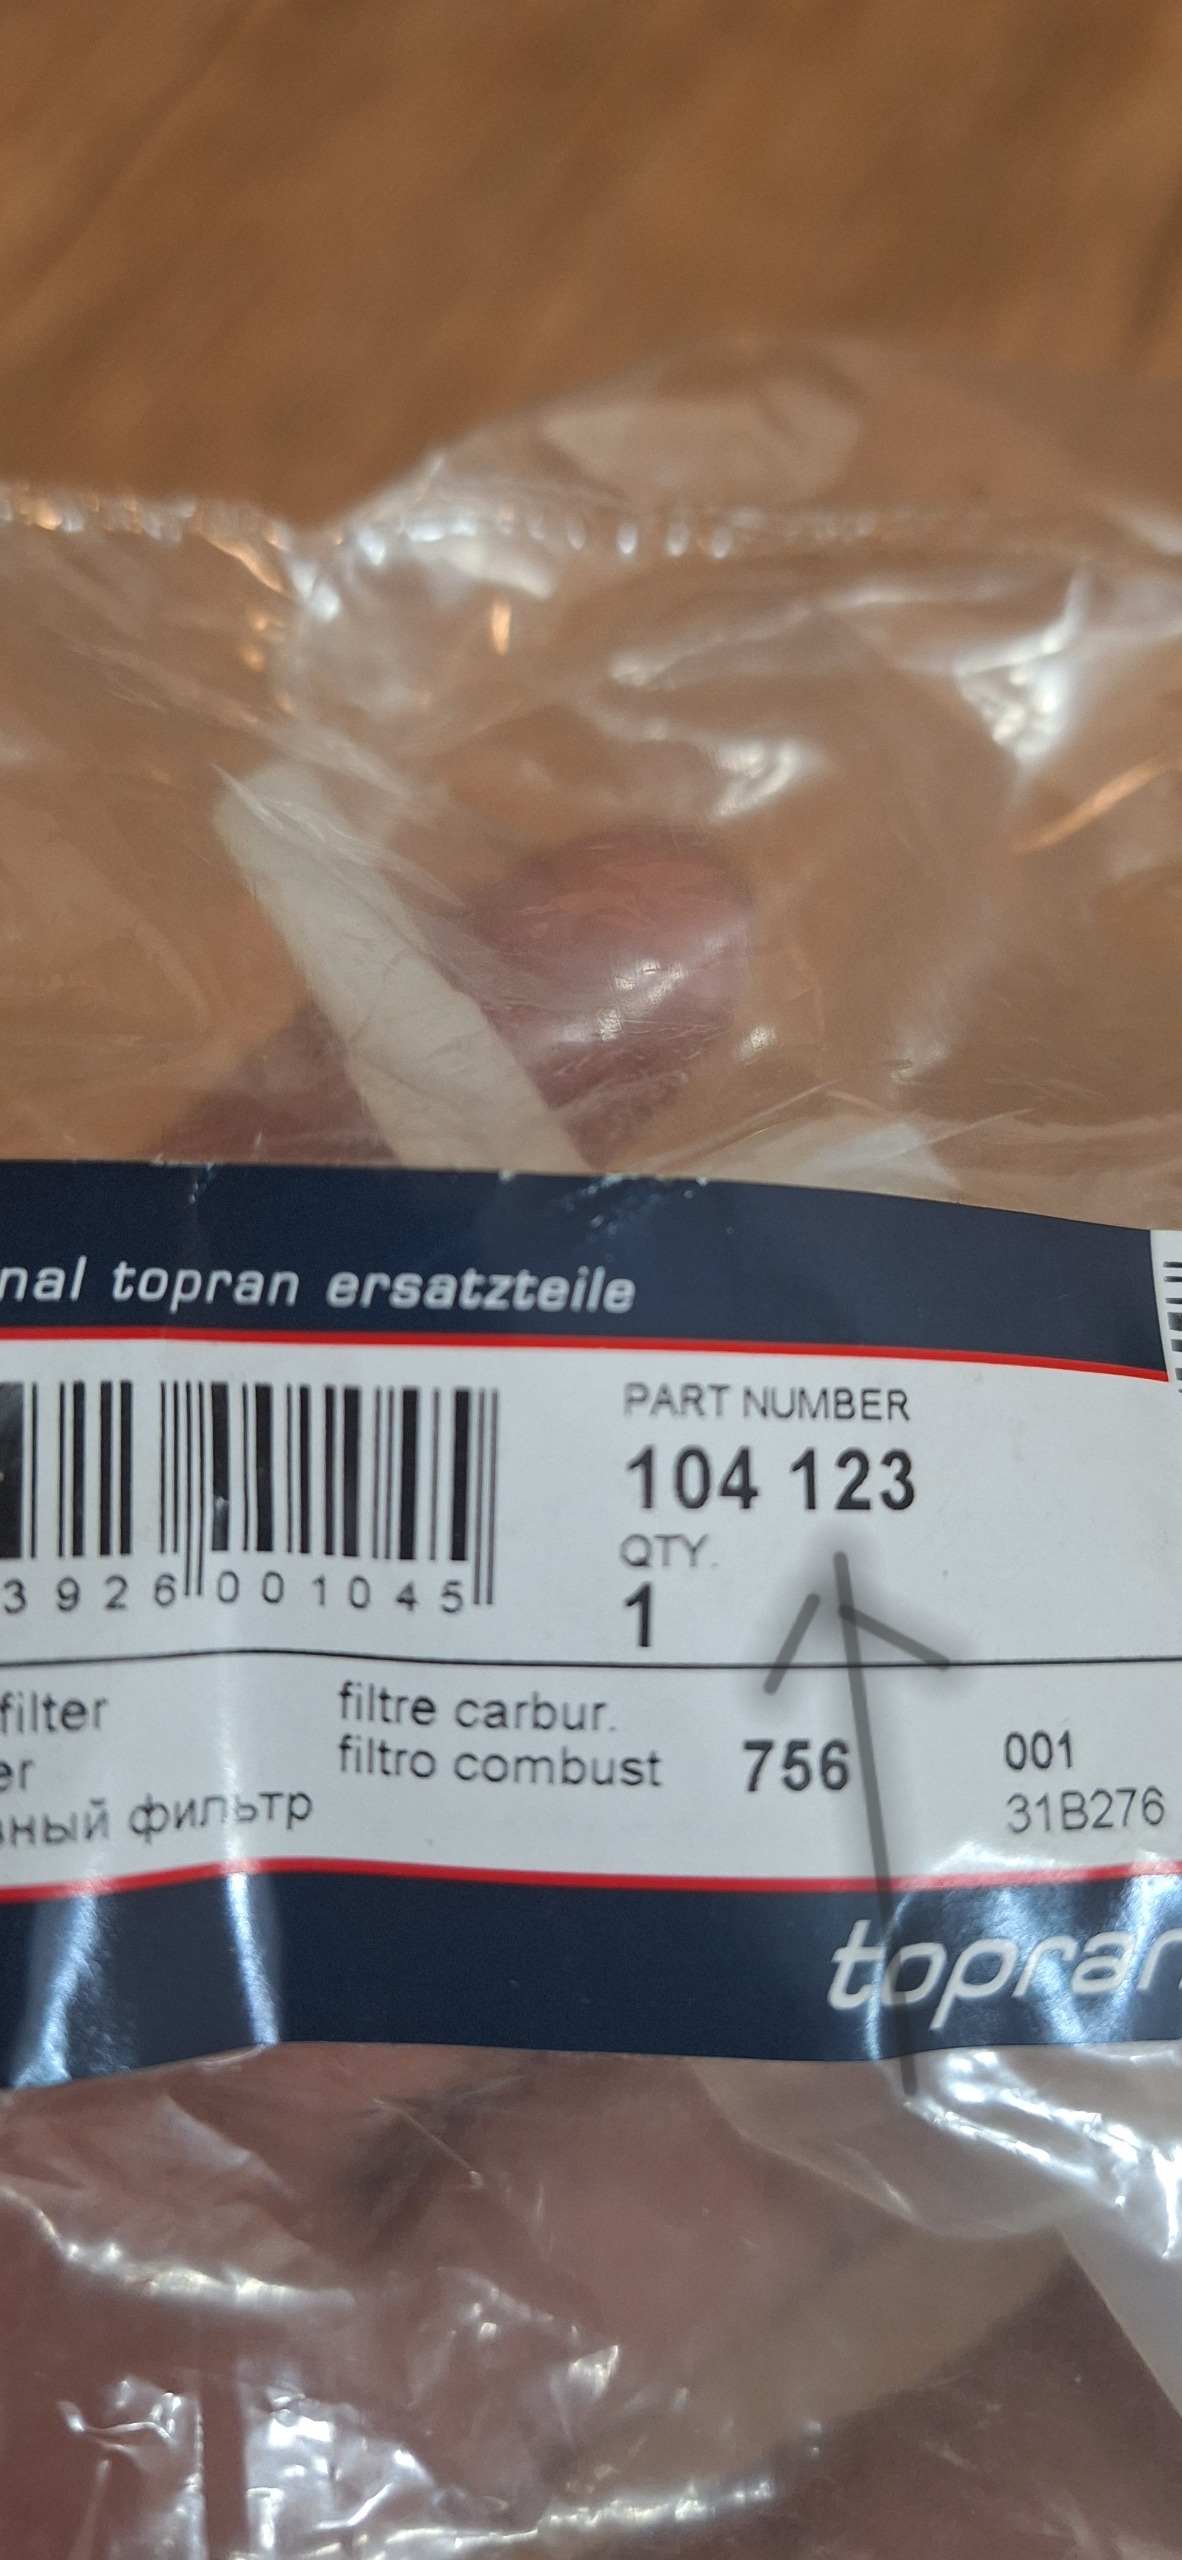 nal topran ersatzteile
PART NUMBER
104 123
QTY.
1
3926 001045
filter
er
ный фильтр
filtre carbur.
filtro combust
756
001
31B276
topran